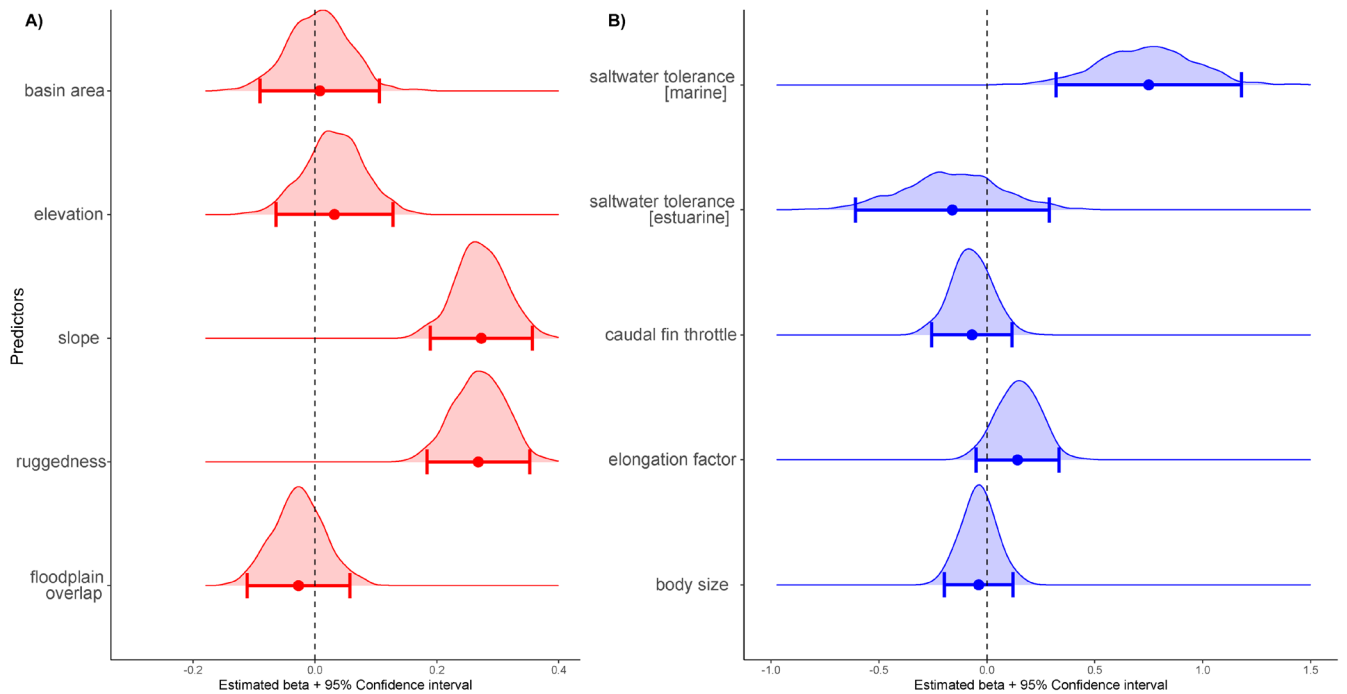 A)
Predictors
basin area
elevation
slope
ruggedness
floodplain
overlap
-0.2
0.0
0.2
0.4
Estimated beta + 95% Confidence interval
B)
saltwater tolerance
[marine]
saltwater tolerance
[estuarine]
caudal fin throttle
elongation factor
body size
-1.0
-0.5
0.0
0.5
1.0
1.5
Estimated beta + 95% Confidence interval